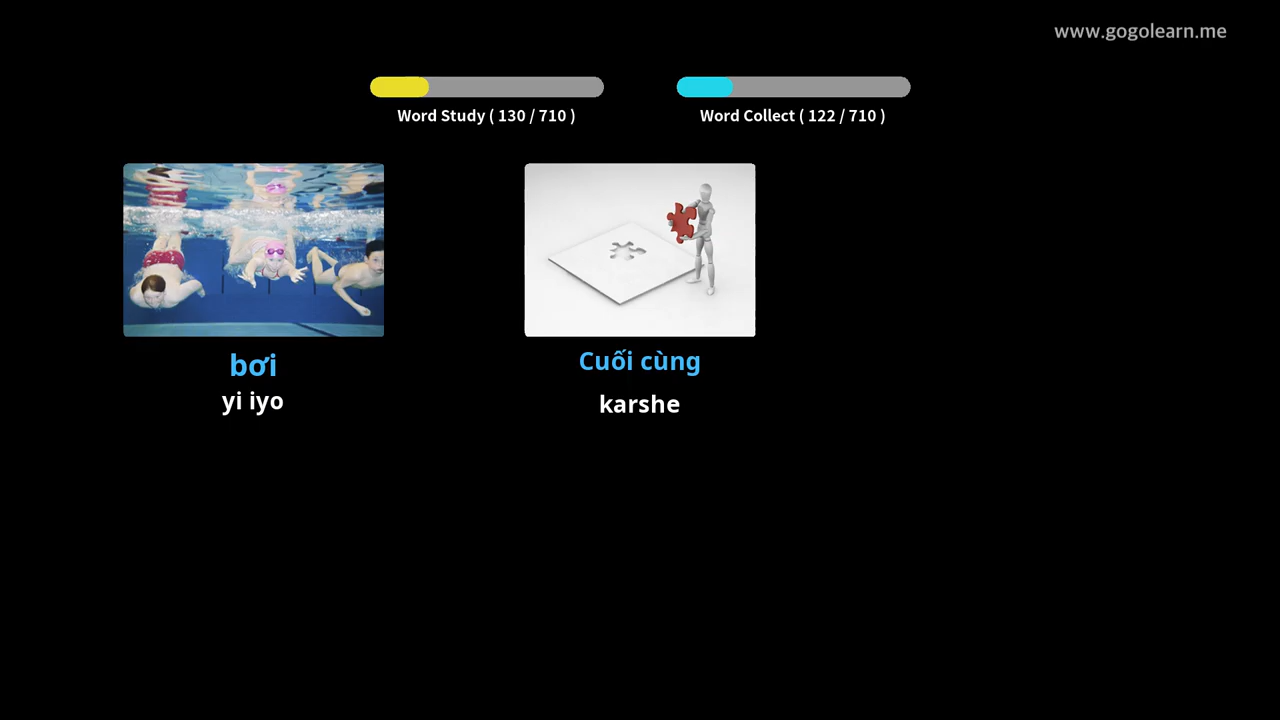 www.gogolearn.me
Word Study ( 130 / 710 )
Word Collect ( 122 / 710 )
bơi
yi iyo
Cuối cùng
karshe